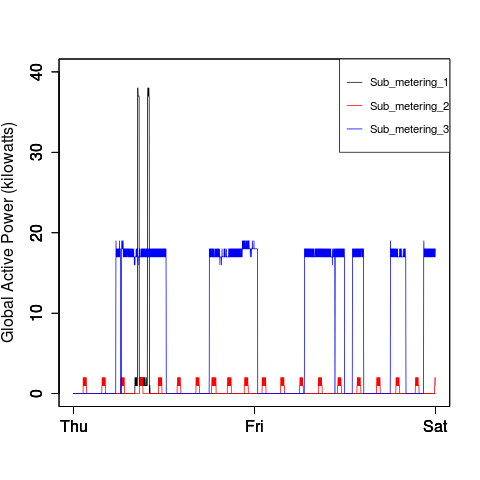 Global Active Power (kilowatts)
40
30
20
10
0
Sub_metering_1
Sub_metering_2
Sub_metering_3
Thu Fri Sat